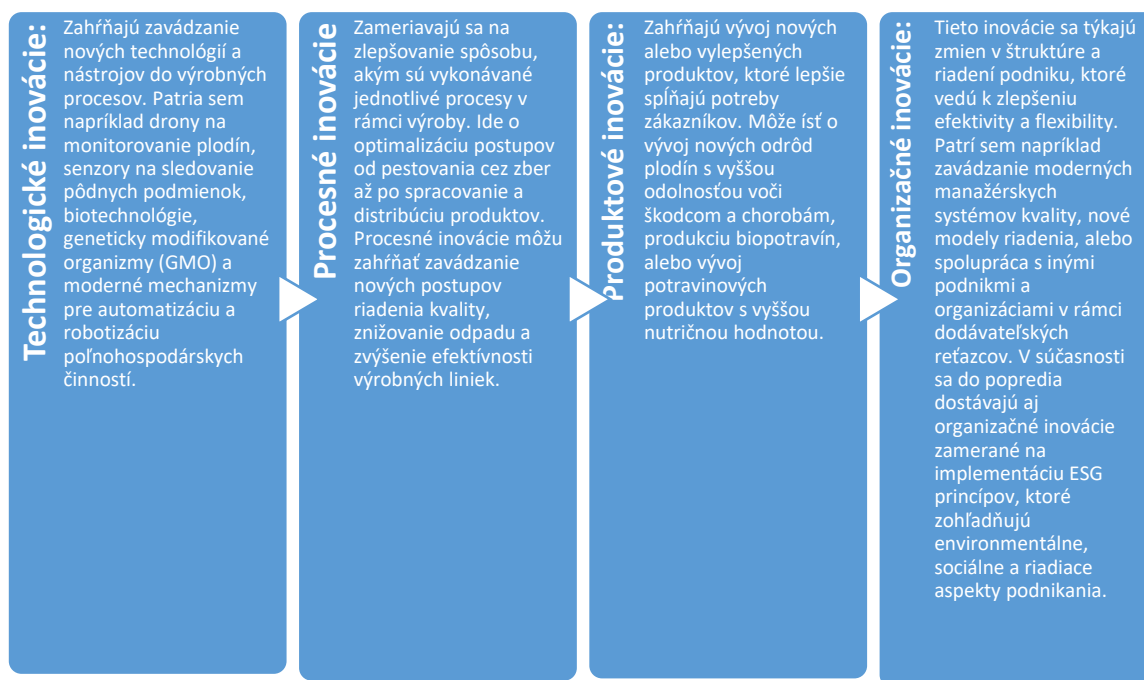 Technologické inovácie:
Zahŕňajú zavádzanie
nových technológií a
nástrojov do výrobných
procesov. Patria sem
napríklad drony na
monitorovanie plodín,
senzory na sledovanie
pôdnych podmienok,
biotechnológie,
geneticky modifikované
organizmy (GMO) a
moderné mechanizmy
pre automatizáciu a
robotizáciu
poľnohospodárskych
činností.
Procesné inovácie
Zameriavajú sa na
zlepšovanie spôsobu,
akým sú vykonávané
jednotlivé procesy v
rámci výroby. Ide o
optimalizáciu postupov
od pestovania cez zber
až po spracovanie a
distribúciu produktov.
Procesné inovácie môžu
zahŕňať zavádzanie
nových postupov
riadenia kvality,
znižovanie odpadu a
zvýšenie efektívnosti
výrobných liniek.
Produktové inovácie:
Zahŕňajú vývoj nových
alebo vylepšených
produktov, ktoré lepšie
spĺňajú potreby
zákazníkov. Môže ísť o
vývoj nových odrôd
plodín s vyššou
odolnosťou voči
škodcom a chorobám,
produkciu biopotravín,
alebo vývoj
potravinových
produktov s vyššou
nutričnou hodnotou.
Organizačné inovácie:
Tieto inovácie sa týkajú
zmien v štruktúre a
riadení podniku, ktoré
vedú k zlepšeniu
efektivity a flexibility.
Patrí sem napríklad
zavádzanie moderných
manažérskych
systémov kvality, nové
modely riadenia, alebo
spolupráca s inými
podnikmi a
organizáciami v rámci
dodávateľských
reťazcov. V súčasnosti
sa do popredia
dostávajú aj
organizačné inovácie
zamerané na
implementáciu ESG
princípov, ktoré
zohľadňujú
environmentálne,
sociálne a riadiace
aspekty podnikania.